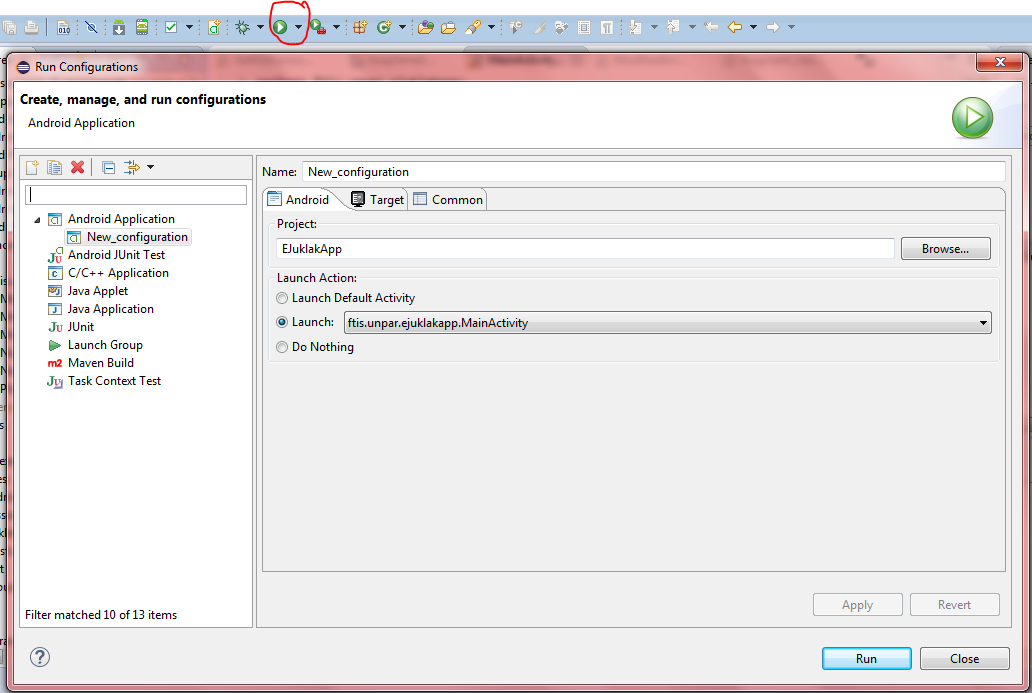 010
Run Configurations
Create, manage, and run configurations
Android Application
Name: New_configuration
Android Target Common
Android Application
New_configuration
Android JUnit Test
C/C++ Application
Java Applet
Java Application
JUnit
Launch Group
m2 Maven Build
Task Context Test
Filter matched 10 of 13 items
Project:
EJuklakApp
Browse...
Launch Action:
Launch Default Activity
Launch: ftis.unpar.ejuklakapp.MainActivity
Do Nothing
Apply Revert
Run Close